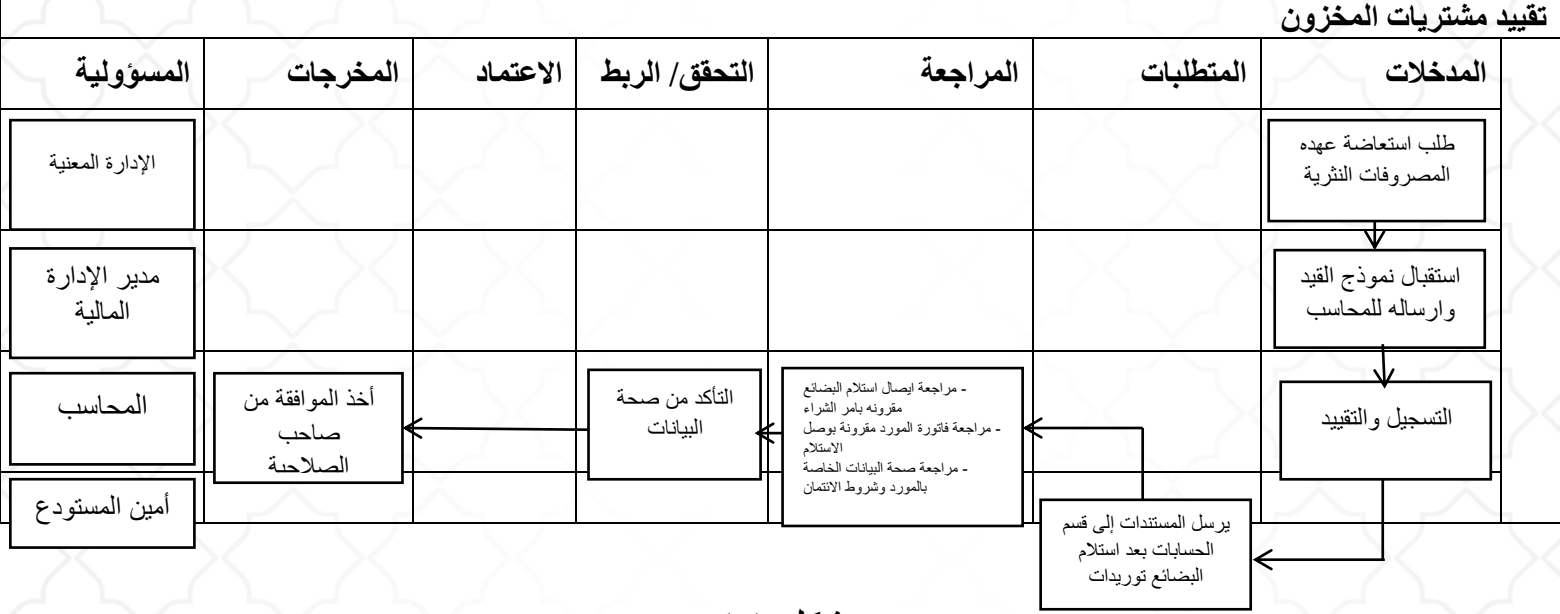 تقييد مشتريات المخزون
المدخلات
المتطلبات
المراجعة
التحقق/ الربط
الاعتماد
المخرجات
المسؤولية
طلب استعاضة عهده
المصروفات النثرية
الإدارة المعنية
استقبال نموذج القيد
وارساله للمحاسب
مدير الإدارة
المالية
التسجيل والتقييد
- مراجعة ايصال استلام البضائع
مقرونه بامر الشراء
- مراجعة فاتورة المورد مقرونة بوصل
الاستلام
- مراجعة صحة البيانات الخاصة
بالمورد وشروط الائتمان
التأكد من صحة
البيانات
أخذ الموافقة من
صاحب
الصلاحية
المحاسب
يرسل المستندات إلى قسم
الحسابات بعد استلام
البضائع توريدات
أمين المستودع